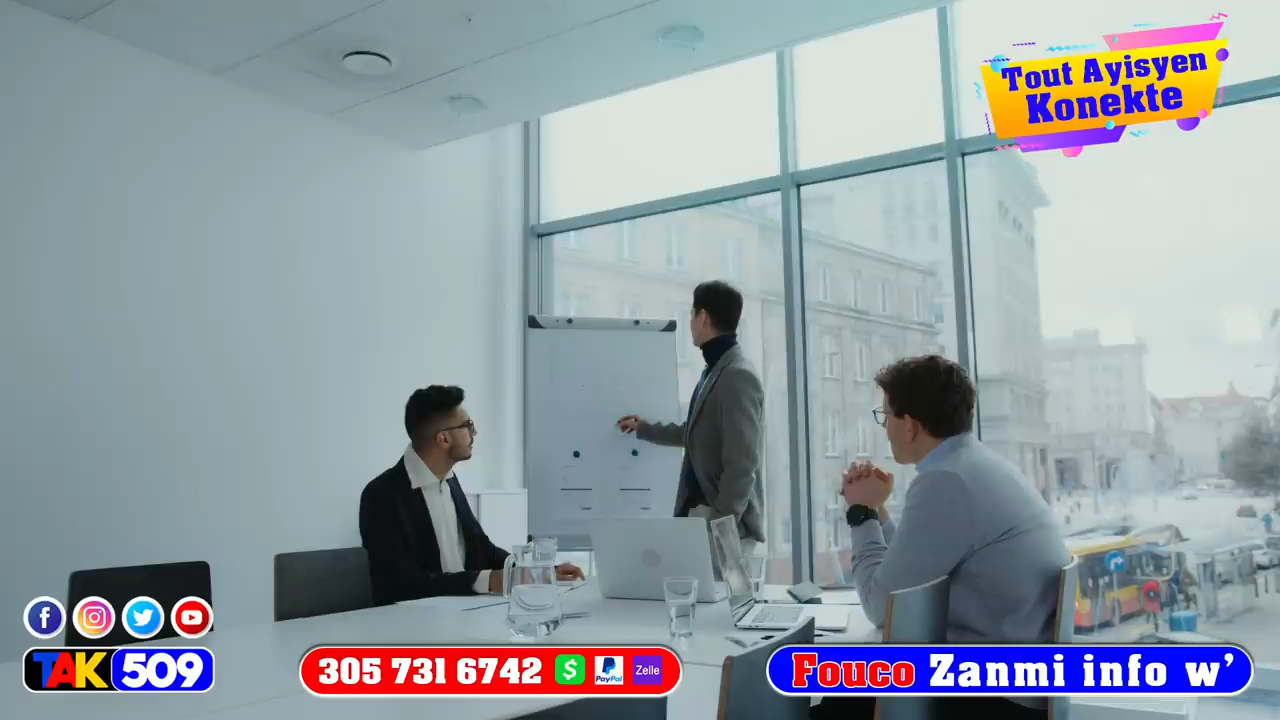 Tout Ayisyen
Konekte
TAK 509
305 731 6742 $ PayPal Zelle
Fouco Zanmi info w'